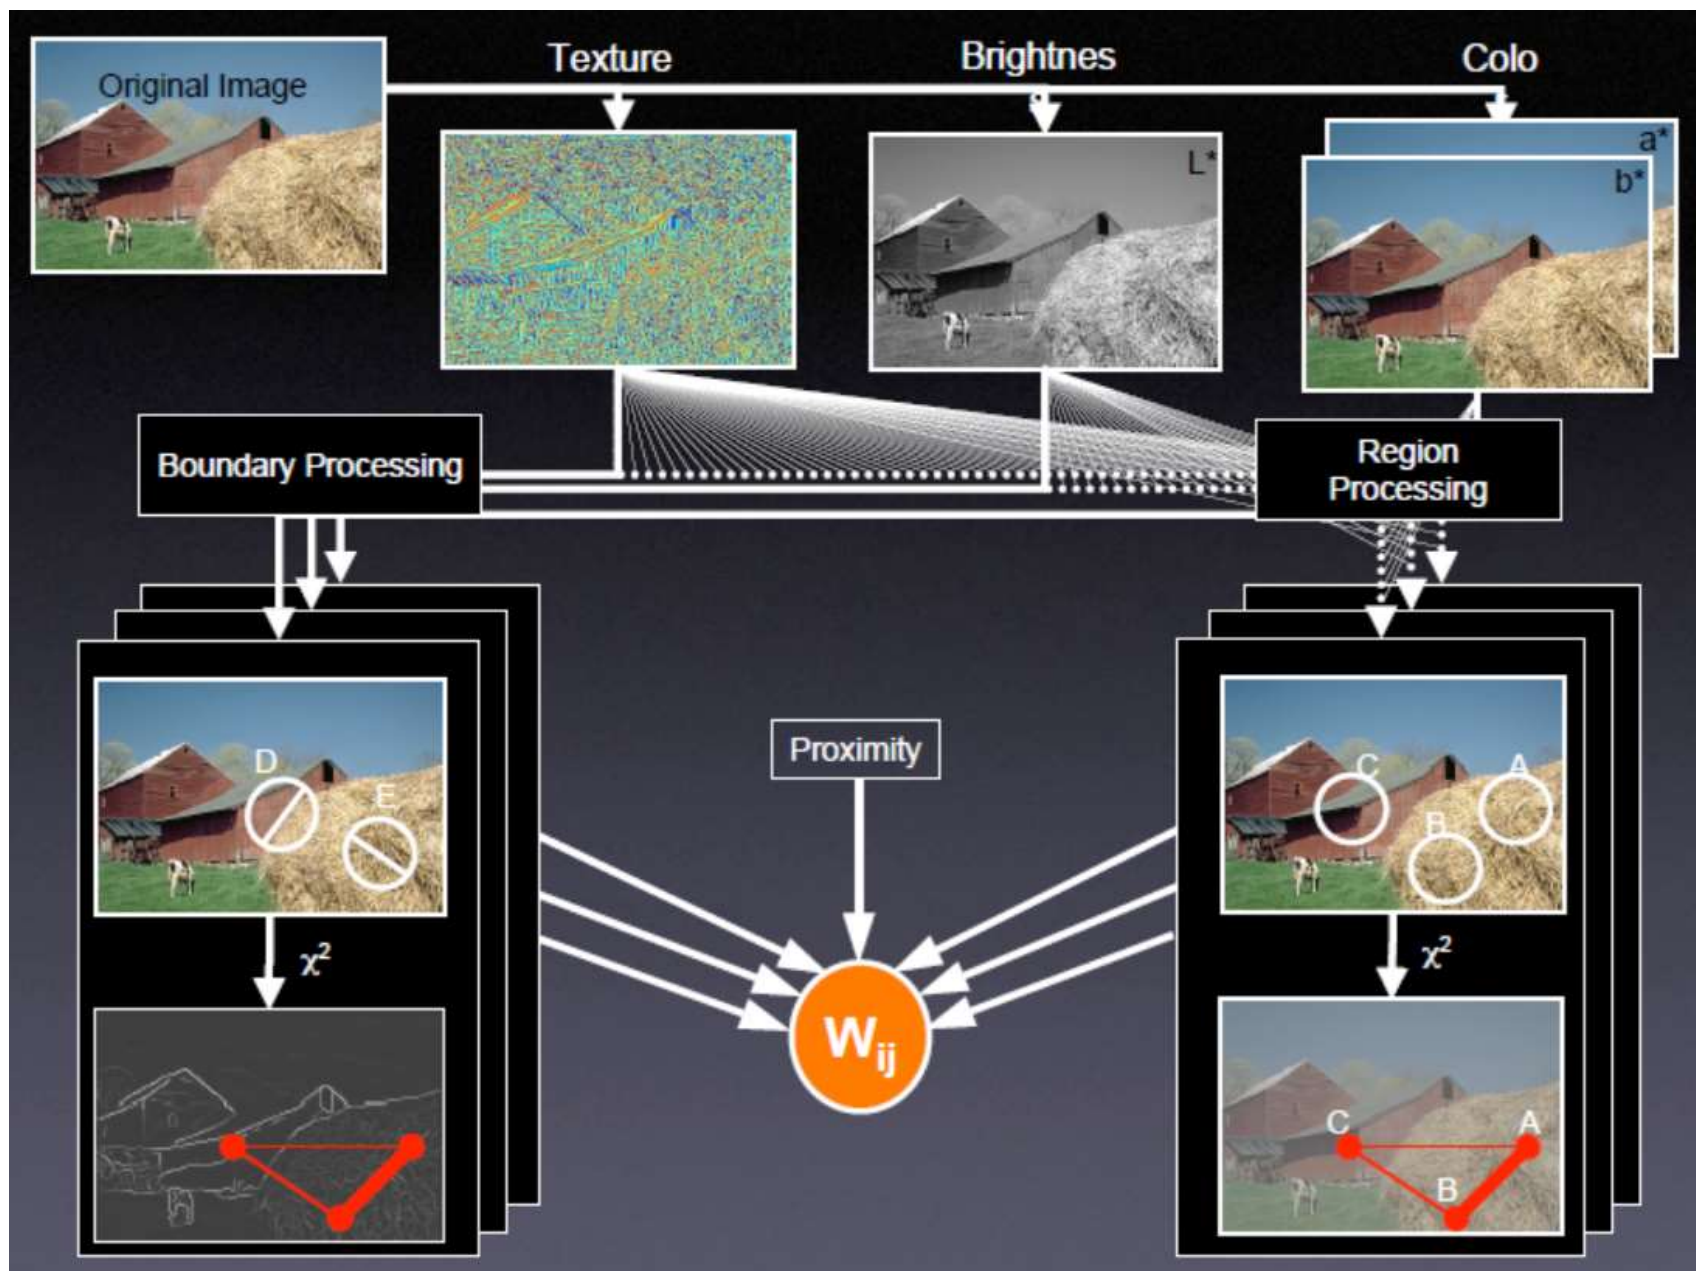 Original Image
Texture
Brightnes
Colo
L*
a*
b*
Boundary Processing
Region
Processing
D
E
C
A
B
Proximity
χ²
χ²
Wij
C
A
B